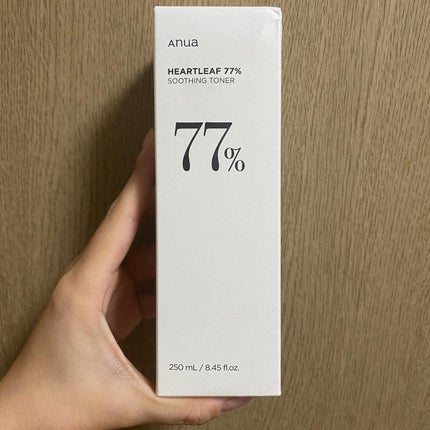 Anua
HEARTLEAF 77%
SOOTHING TONER
77%
250 mL / 8.45 fl.oz.